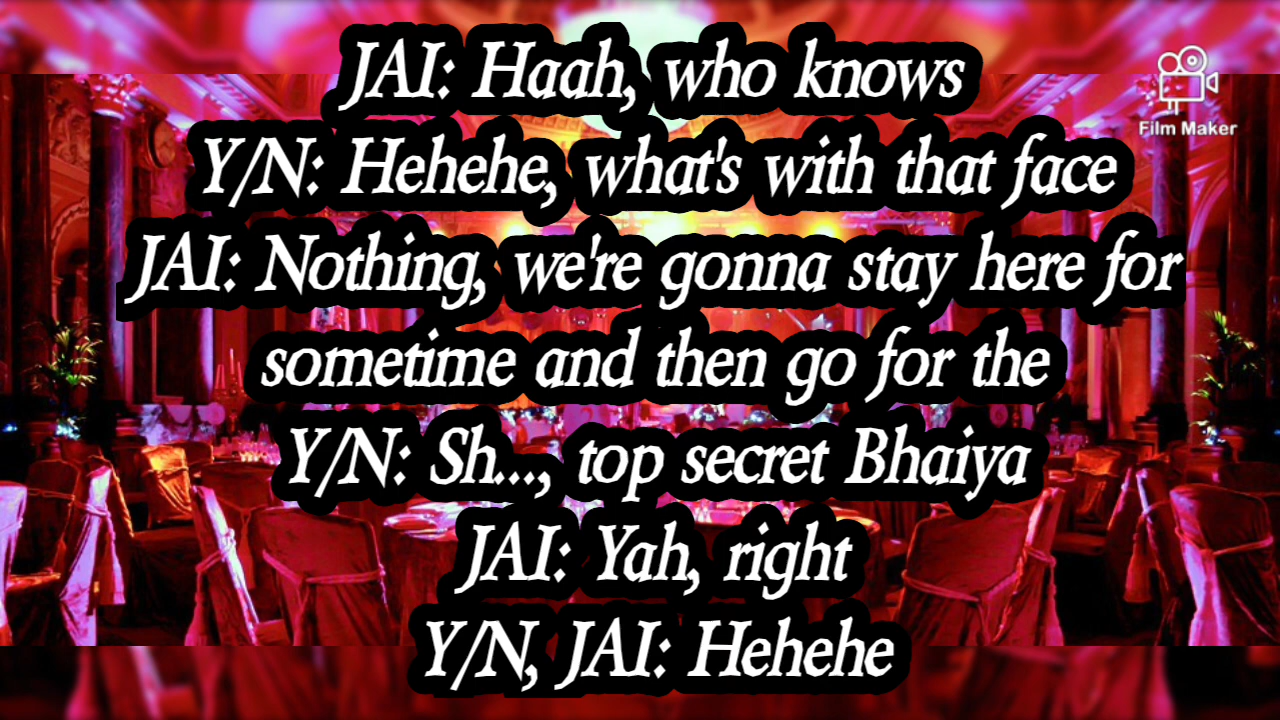 JAI: Haah, who knows
Film Maker
Y/N: Hehehe, what's with that face
JAI: Nothing, we're gonna stay here for
sometime and then go for the
Y/N: Sh..., top secret Bhaiya
JAI: Yah, right
Y/N, JAI: Hehehe